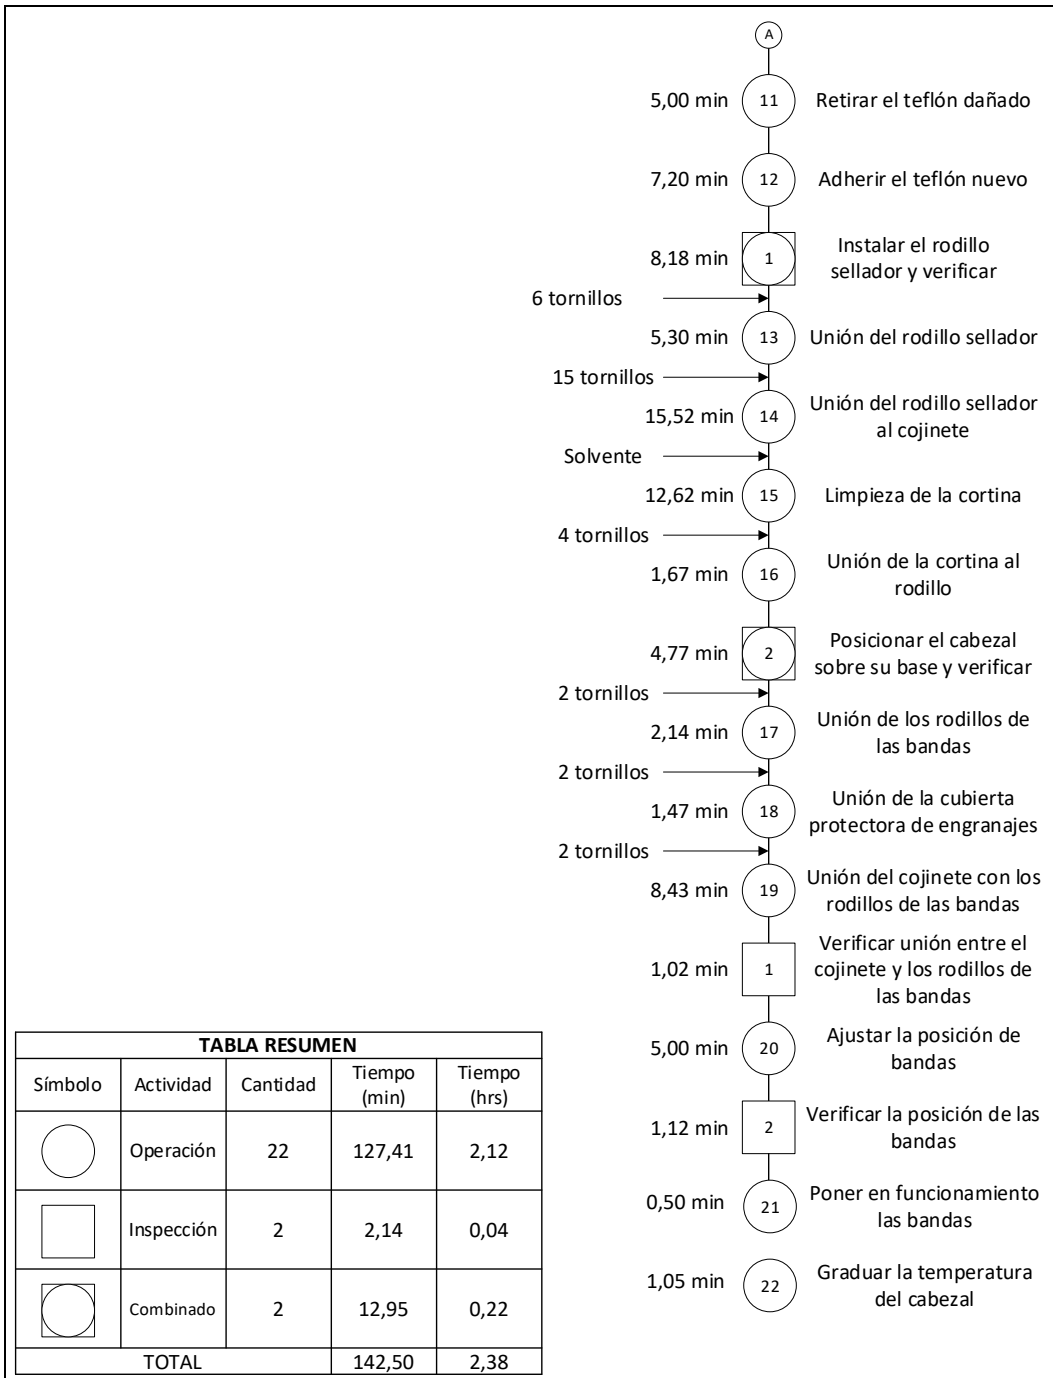 A
5,00 min 11 Retirar el teflón dañado
7,20 min 12 Adherir el teflón nuevo
8,18 min 1 Instalar el rodillo
sellador y verificar
6 tornillos
5,30 min 13 Unión del rodillo sellador
15 tornillos
15,52 min 14 Unión del rodillo sellador
al cojinete
Solvente
12,62 min 15 Limpieza de la cortina
4 tornillos
1,67 min 16 Unión de la cortina al
rodillo
4,77 min 2 Posicionar el cabezal
sobre su base y verificar
2 tornillos
2,14 min 17 Unión de los rodillos de
las bandas
2 tornillos
1,47 min 18 Unión de la cubierta
protectora de engranajes
2 tornillos
8,43 min 19 Unión del cojinete con los
rodillos de las bandas
1,02 min 1 Verificar unión entre el
cojinete y los rodillos de
las bandas
5,00 min 20 Ajustar la posición de
bandas
1,12 min 2 Verificar la posición de las
bandas
0,50 min 21 Poner en funcionamiento
las bandas
1,05 min 22 Graduar la temperatura
del cabezal
TABLA RESUMEN
Símbolo Actividad Cantidad Tiempo (min) Tiempo (hrs)
Operación 22 127,41 2,12
Inspección 2 2,14 0,04
Combinado 2 12,95 0,22
TOTAL 142,50 2,38